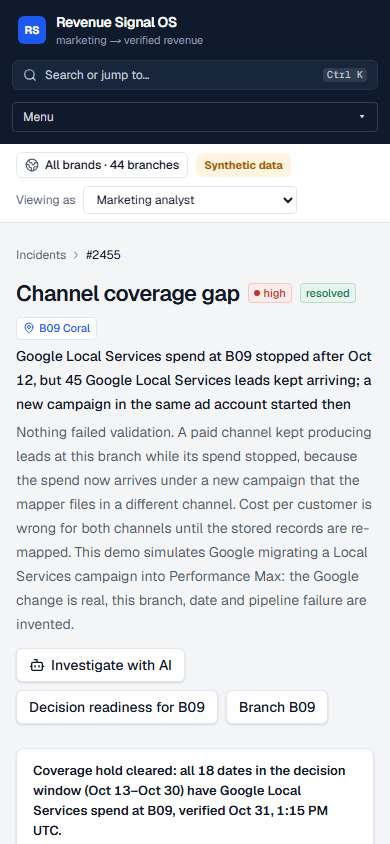 RS
Revenue Signal OS
marketing → verified revenue
Search or jump to...
Ctrl K
Menu
All brands · 44 branches
Synthetic data
Viewing as
Marketing analyst
Incidents > #2455
Channel coverage gap
high
resolved
B09 Coral
Google Local Services spend at B09 stopped after Oct
12, but 45 Google Local Services leads kept arriving; a
new campaign in the same ad account started then
Nothing failed validation. A paid channel kept producing
leads at this branch while its spend stopped, because
the spend now arrives under a new campaign that the
mapper files in a different channel. Cost per customer is
wrong for both channels until the stored records are re-
mapped. This demo simulates Google migrating a Local
Services campaign into Performance Max: the Google
change is real, this branch, date and pipeline failure are
invented.
Investigate with AI
Decision readiness for B09
Branch B09
Coverage hold cleared: all 18 dates in the decision
window (Oct 13–Oct 30) have Google Local
Services spend at B09, verified Oct 31, 1:15 PM
UTC.